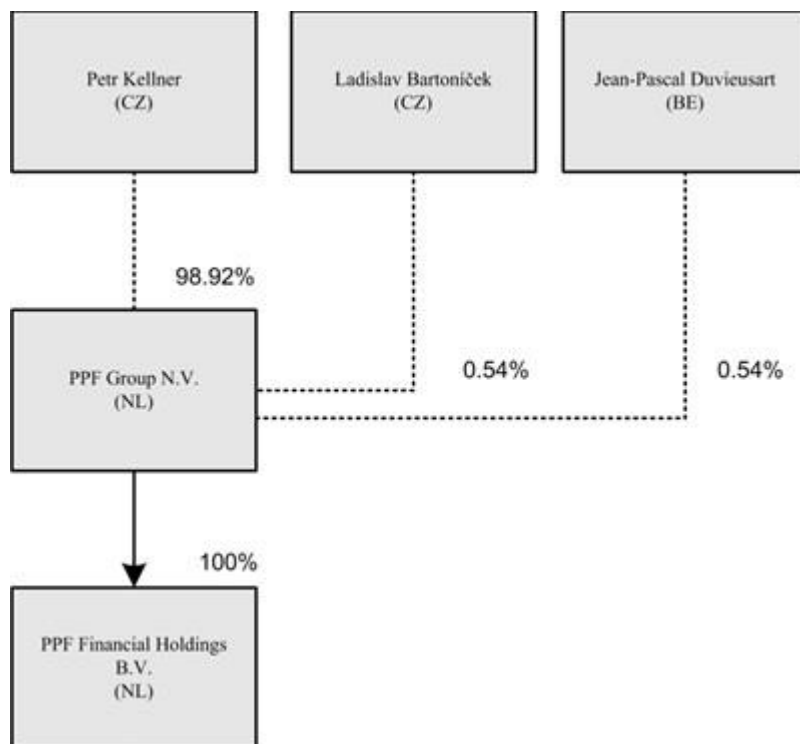 Petr Kellner
(CZ)
Ladislav Bartoníček
(CZ)
Jean-Pascal Duvieusart
(BE)
98.92%
PPF Group N.V.
(NL)
0.54%
0.54%
100%
PPF Financial Holdings
B.V.
(NL)